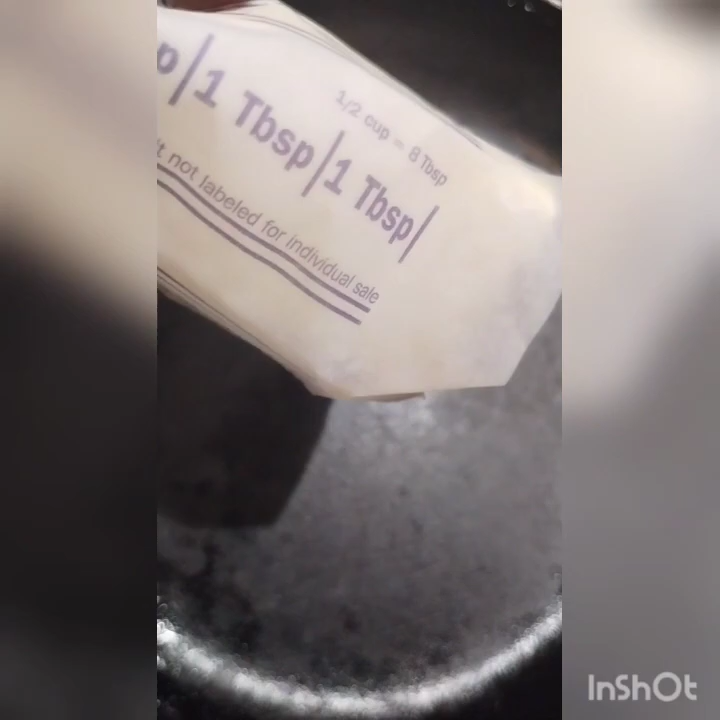 1/2 cup = 8 Tbsp
p|1 Tbsp|1 Tbsp|
t not labeled for individual sale
InShOt